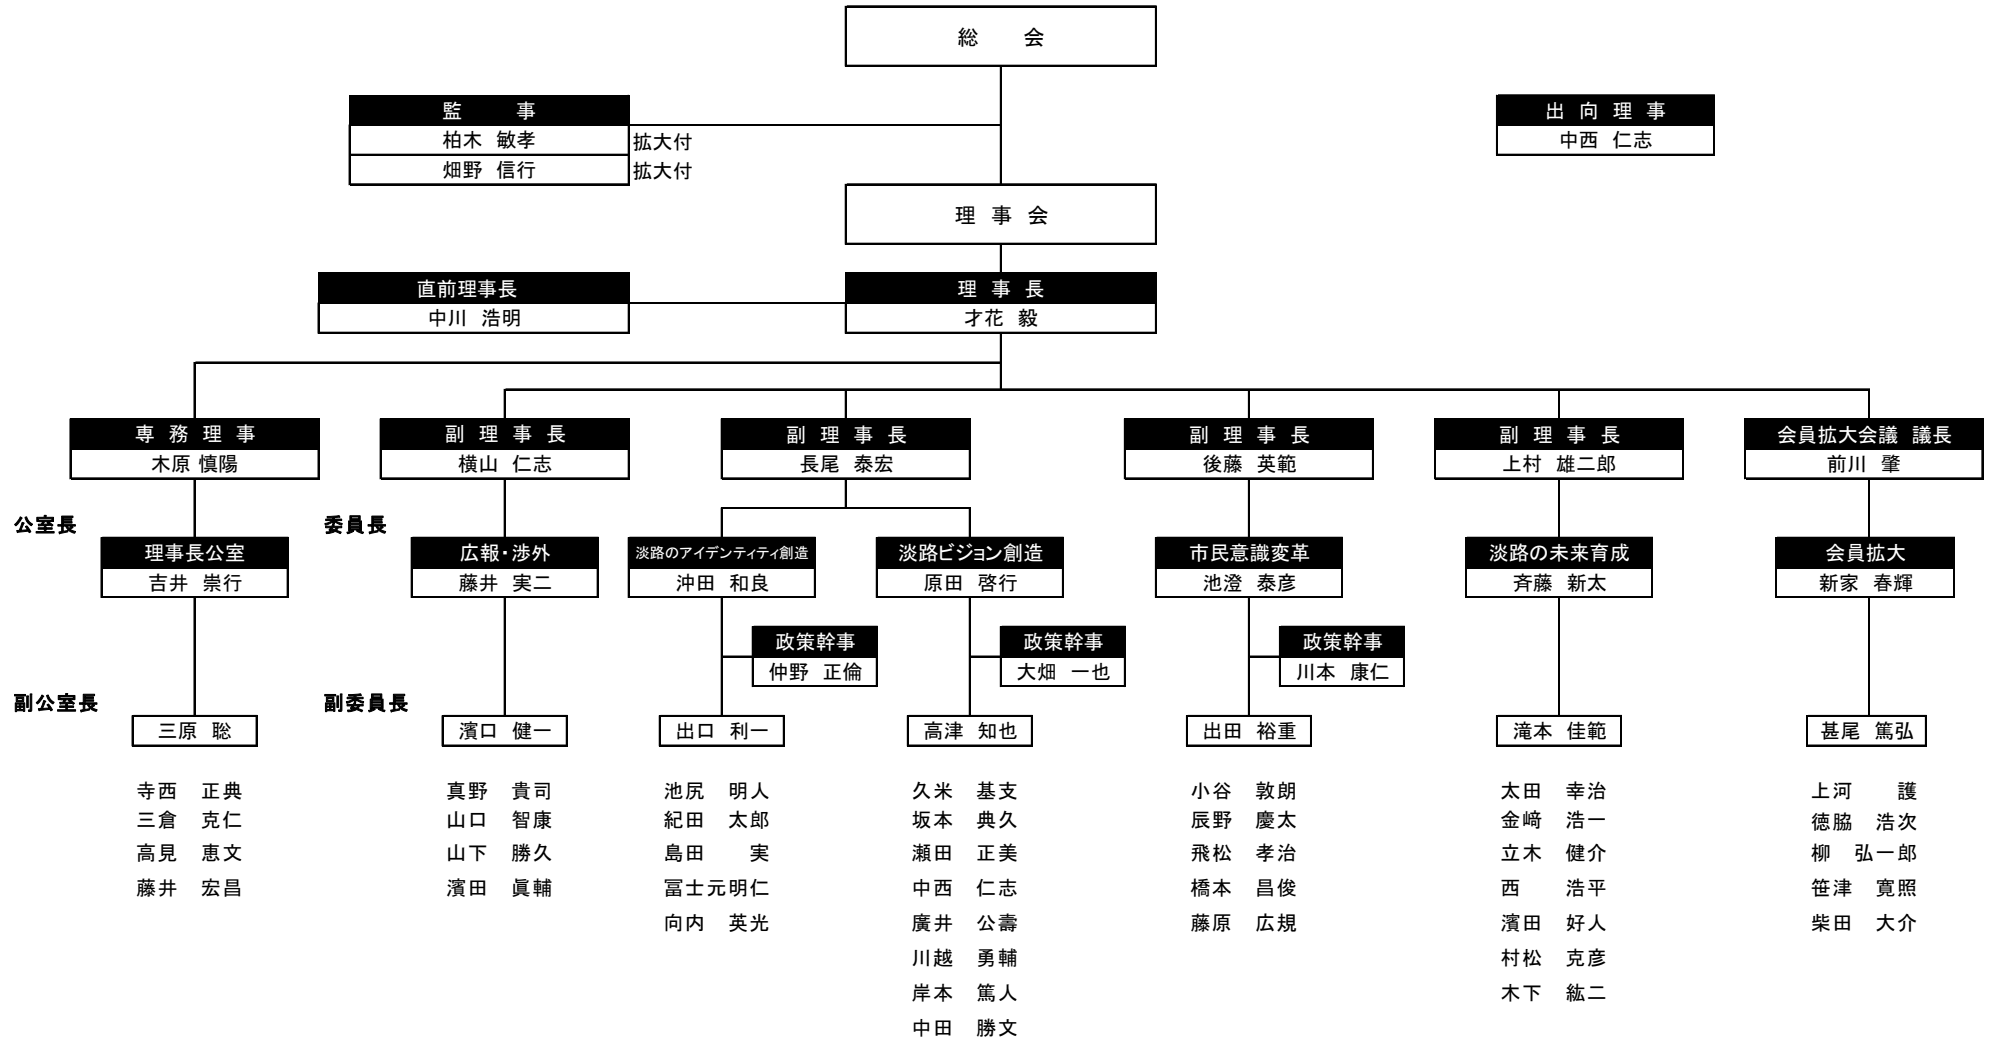 総 会
監 事
柏木 敏孝 拡大付
畑野 信行 拡大付
出 向 理 事
中西 仁志
理 事 会
直前理事長
中川 浩明
理 事 長
才花 毅
専 務 理 事
木原 慎陽
副 理 事 長
横山 仁志
副 理 事 長
長尾 泰宏
副 理 事 長
後藤 英範
副 理 事 長
上村 雄二郎
会員拡大会議 議長
前川 肇
公室長
委員長
理事長公室
吉井 崇行
広報・渉外
藤井 実二
淡路のアイデンティティ創造
沖田 和良
淡路ビジョン創造
原田 啓行
市民意識変革
池澄 泰彦
淡路の未来育成
斉藤 新太
会員拡大
新家 春輝
政策幹事
仲野 正倫
政策幹事
大畑 一也
政策幹事
川本 康仁
副公室長
副委員長
三原 聡
濱口 健一
出口 利一
高津 知也
出田 裕重
滝本 佳範
甚尾 篤弘
寺西 正典
三倉 克仁
高見 恵文
藤井 宏昌
真野 貴司
山口 智康
山下 勝久
濱田 眞輔
池尻 明人
紀田 太郎
島田 実
冨士元明仁
向内 英光
久米 基支
坂本 典久
瀬田 正美
中西 仁志
廣井 公壽
川越 勇輔
岸本 篤人
中田 勝文
小谷 敦朗
辰野 慶太
飛松 孝治
橋本 昌俊
藤原 広規
太田 幸治
金﨑 浩一
立木 健介
西 浩平
濱田 好人
村松 克彦
木下 紘二
上河 護
徳脇 浩次
柳 弘一郎
笹津 寛照
柴田 大介